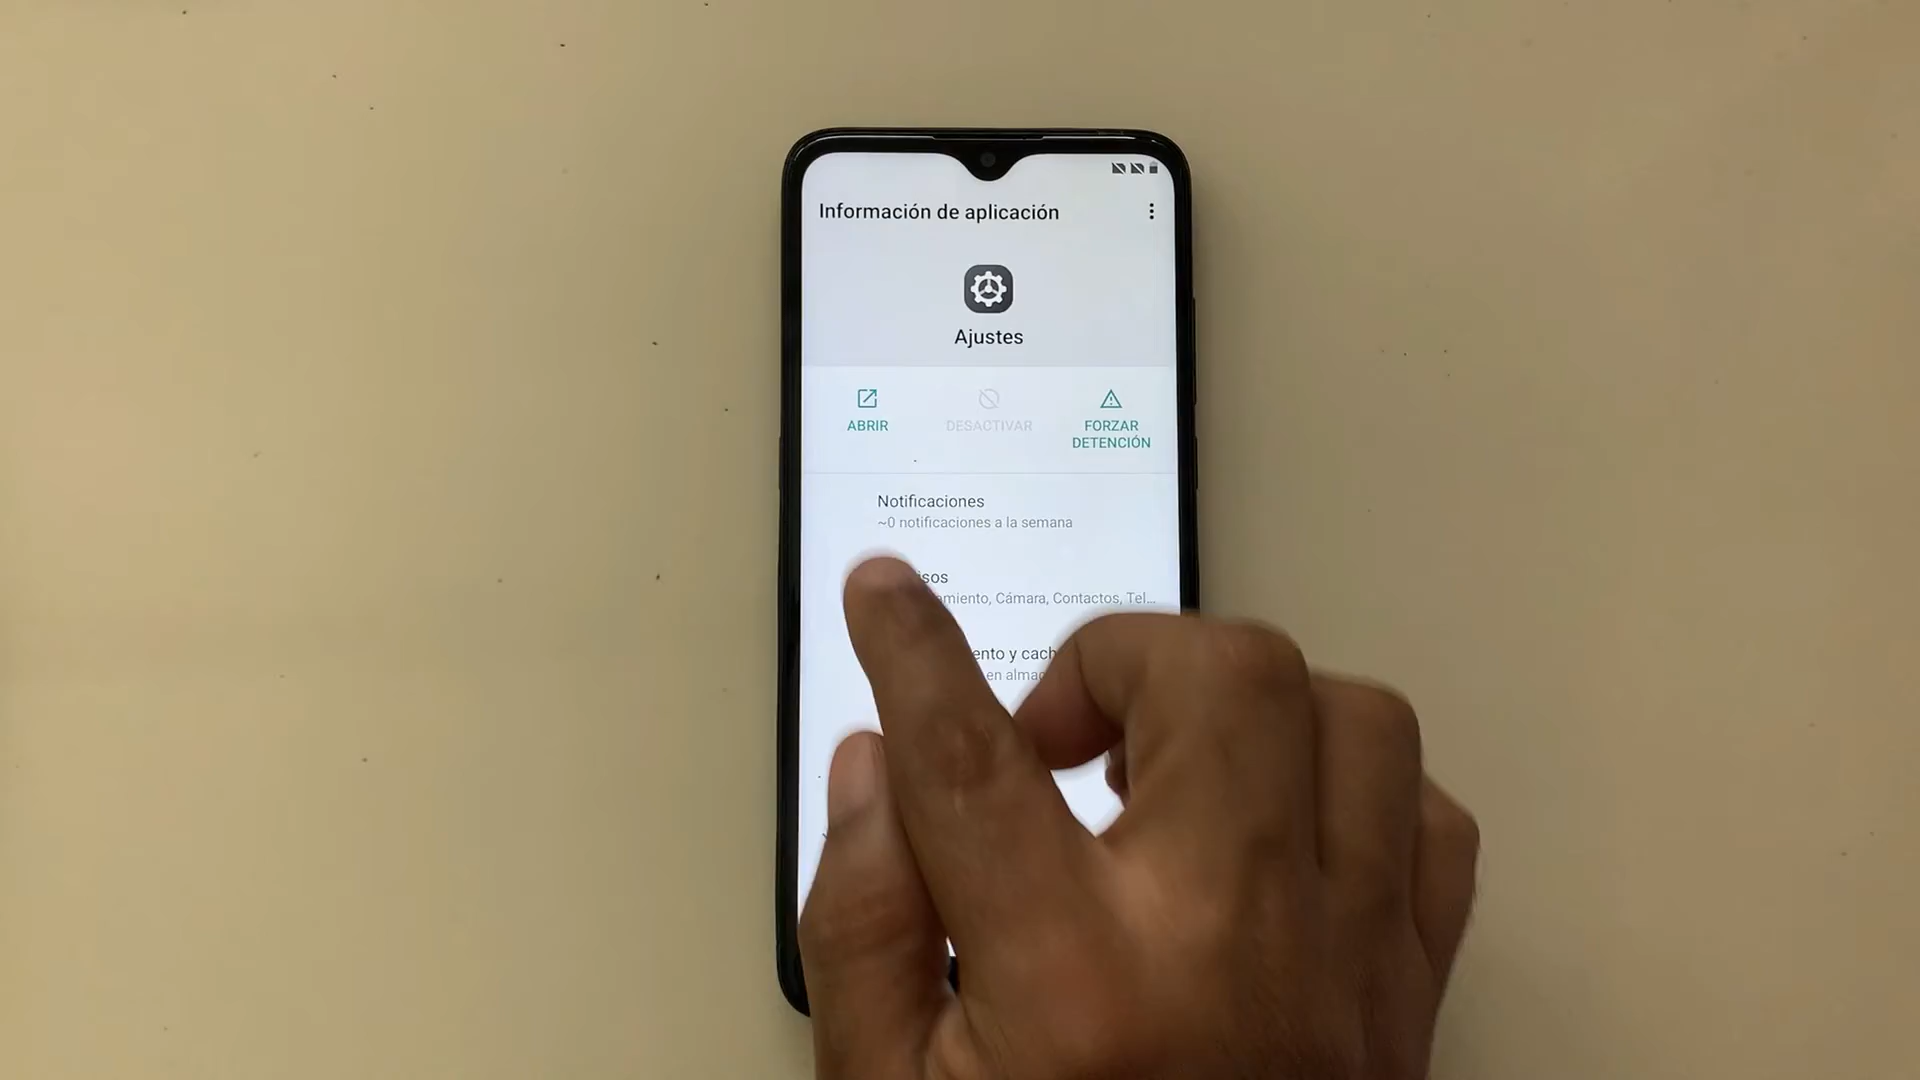 Información de aplicación
Ajustes
ABRIR
DESACTIVAR
FORZAR
DETENCIÓN
Notificaciones
~0 notificaciones a la semana
isos
amiento, Cámara, Contactos, Tel...
ento y cach
en almac